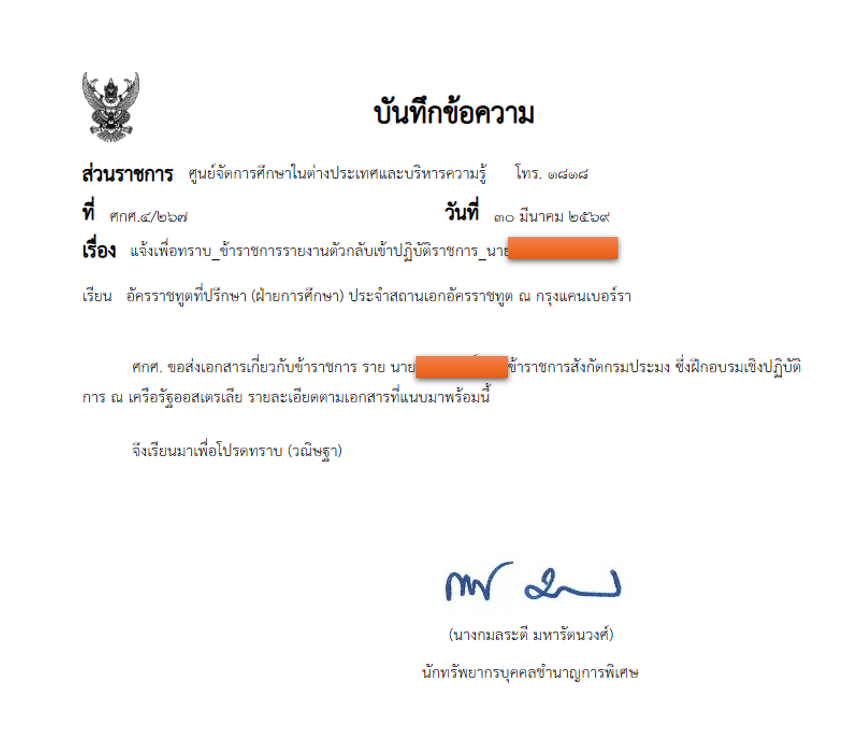 บันทึกข้อความ
ส่วนราชการ ศูนย์จัดการศึกษาในต่างประเทศและบริหารความรู้ โทร. ๑๘๑๘
ที่ ศกศ.๔/๒๖๗ วันที่ ๓๐ มีนาคม ๒๕๖๙
เรื่อง แจ้งเพื่อทราบ_ข้าราชการรายงานตัวกลับเข้าปฏิบัติราชการ_นาย
เรียน อัครราชทูตที่ปรึกษา (ฝ่ายการศึกษา) ประจำสถานเอกอัครราชทูต ณ กรุงแคนเบอร์รา
ศกศ. ขอส่งเอกสารเกี่ยวกับข้าราชการ ราย นาย ข้าราชการสังกัดกรมประมง ซึ่งฝึกอบรมเชิงปฏิบัติ
การ ณ เครือรัฐออสเตรเลีย รายละเอียดตามเอกสารที่แนบมาพร้อมนี้
จึงเรียนมาเพื่อโปรดทราบ (วณิษฐา)
(นางกมลระตี มหารัตนวงศ์)
นักทรัพยากรบุคคลชำนาญการพิเศษ